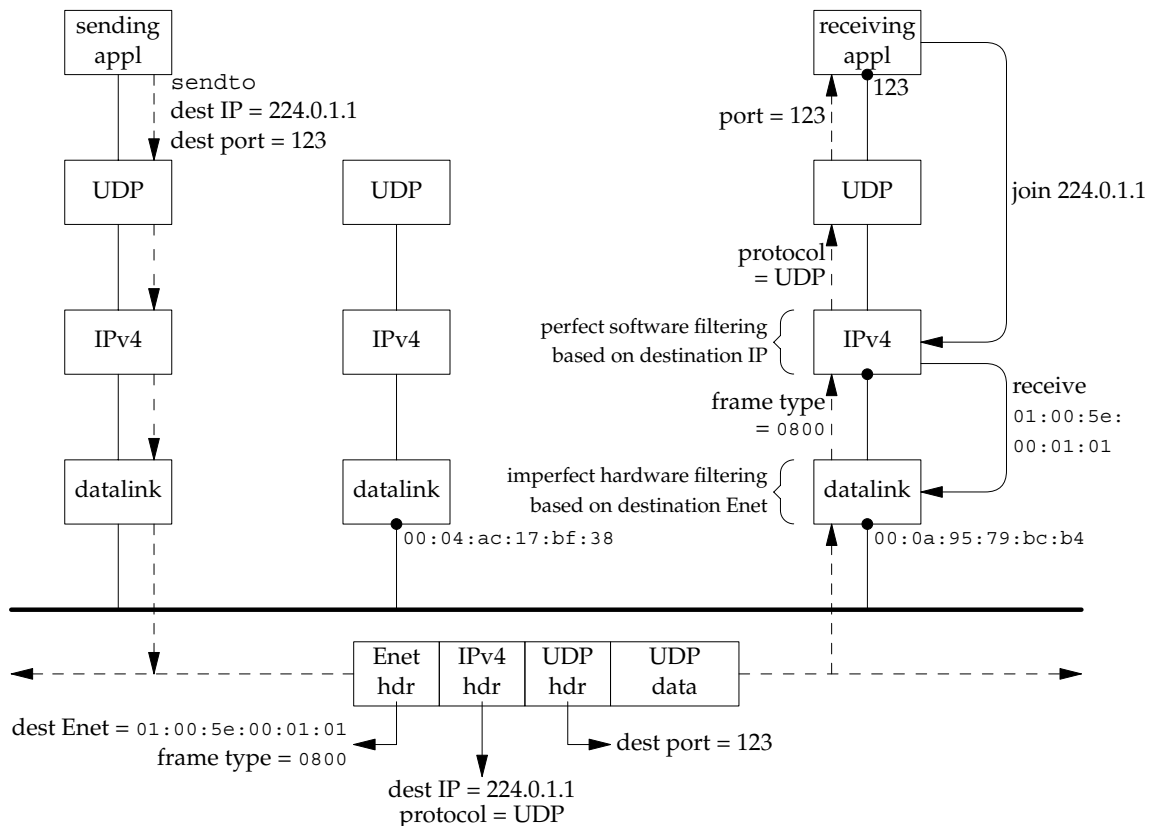 sending
appl
receiving
appl
sendto
dest IP = 224.0.1.1
dest port = 123
123
port = 123
UDP
UDP
UDP
join 224.0.1.1
protocol
= UDP
IPv4
IPv4
perfect software filtering
based on destination IP
IPv4
frame type
= 0800
receive
01:00:5e:
00:01:01
datalink
datalink
imperfect hardware filtering
based on destination Enet
datalink
00:04:ac:17:bf:38
00:0a:95:79:bc:b4
Enet
hdr
IPv4
hdr
UDP
hdr
UDP
data
dest Enet = 01:00:5e:00:01:01
frame type = 0800
dest port = 123
dest IP = 224.0.1.1
protocol = UDP